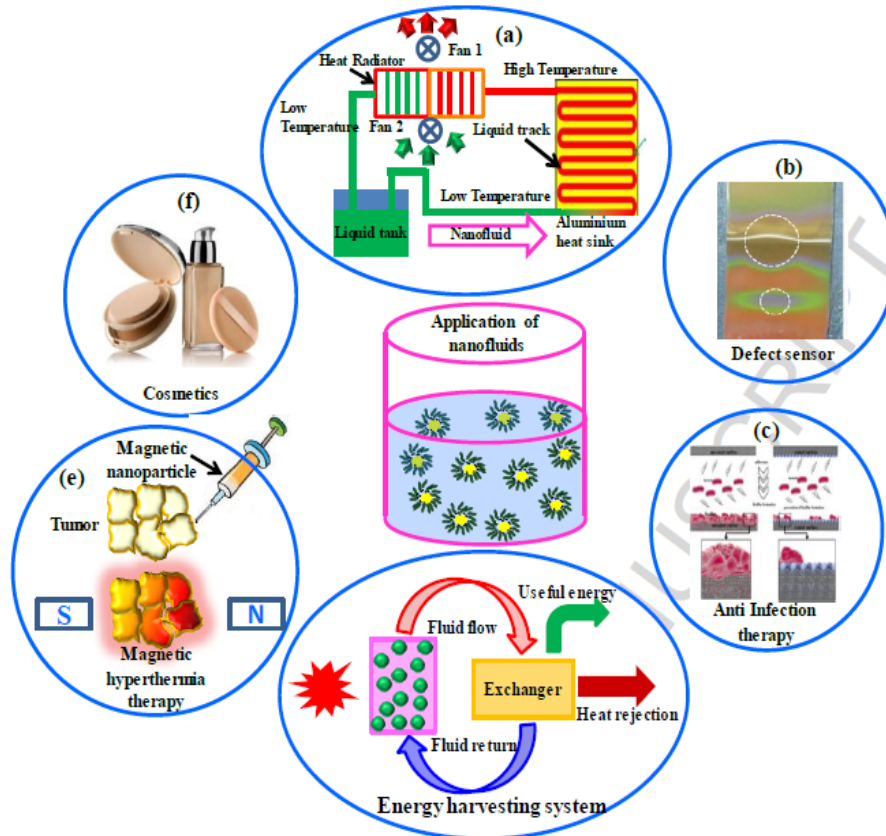 (a)
Fan 1
Heat Radiator
High Temperature
Low
Temperature
Fan 2
Liquid track
Low Temperature
Liquid tank
Nanofluid
Aluminium
heat sink
(b)
Defect sensor
(f)
Cosmetics
Application of
nanofluids
(c)
Anti Infection
therapy
Magnetic
nanoparticle
(e)
Tumor
S
N
Magnetic
hyperthermia
therapy
Useful energy
Fluid flow
Exchanger
Heat rejection
Fluid return
Energy harvesting system